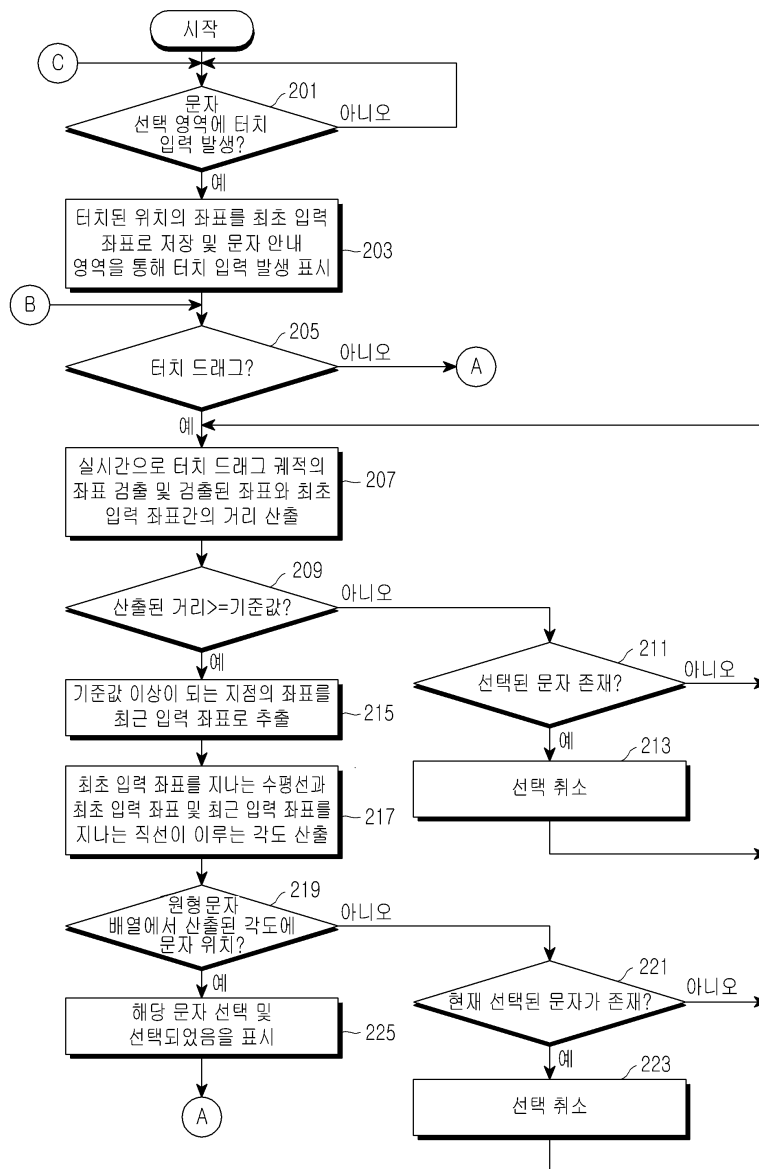 시작
C
201
문자
선택 영역에 터치
입력 발생?
아니오
예
터치된 위치의 좌표를 최초 입력
좌표로 저장 및 문자 안내
영역을 통해 터치 입력 발생 표시
203
B
205
터치 드래그?
아니오
A
예
실시간으로 터치 드래그 궤적의
좌표 검출 및 검출된 좌표와 최초
입력 좌표간의 거리 산출
207
209
산출된 거리>=기준값?
아니오
예
211
선택된 문자 존재?
아니오
예
213
선택 취소
기준값 이상이 되는 지점의 좌표를
최근 입력 좌표로 추출
215
최초 입력 좌표를 지나는 수평선과
최초 입력 좌표 및 최근 입력 좌표를
지나는 직선이 이루는 각도 산출
217
219
원형문자
배열에서 산출된 각도에
문자 위치?
아니오
예
221
현재 선택된 문자가 존재?
아니오
예
223
선택 취소
해당 문자 선택 및
선택되었음을 표시
225
A